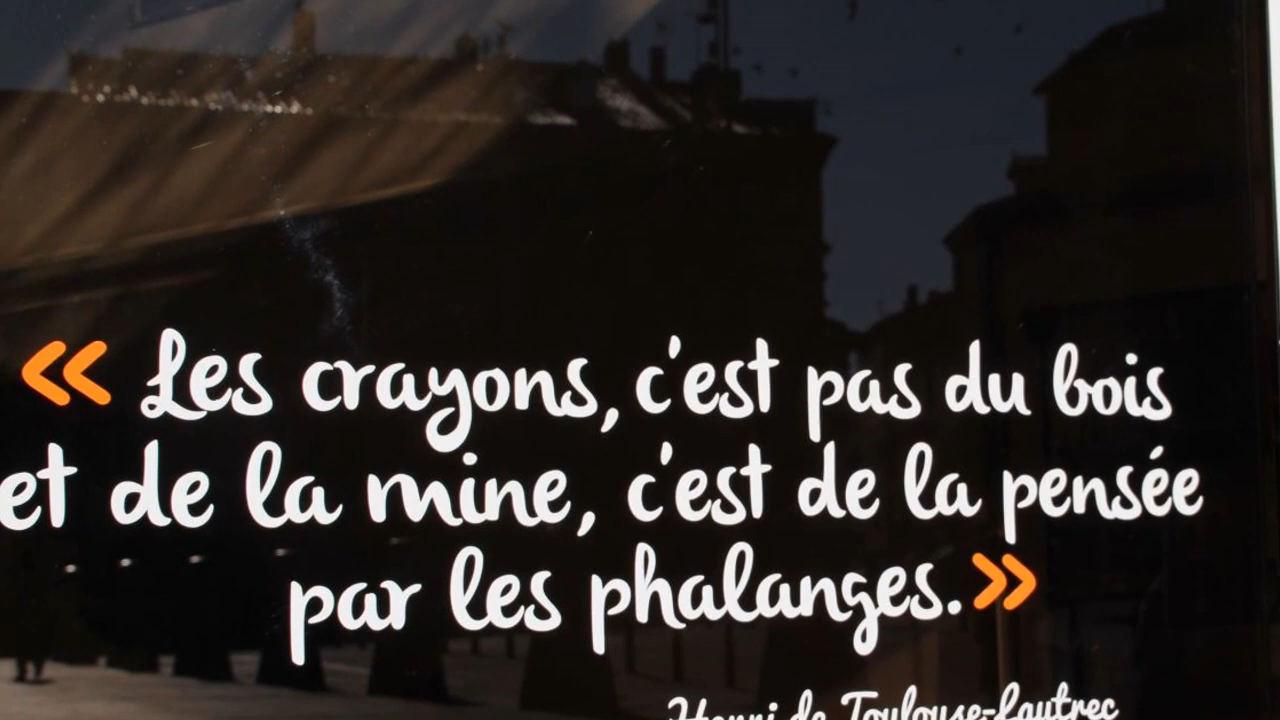 « Les crayons, c'est pas du bois
et de la mine, c'est de la pensée
par les phalanges.»
Henri de Toulouse-Lautrec